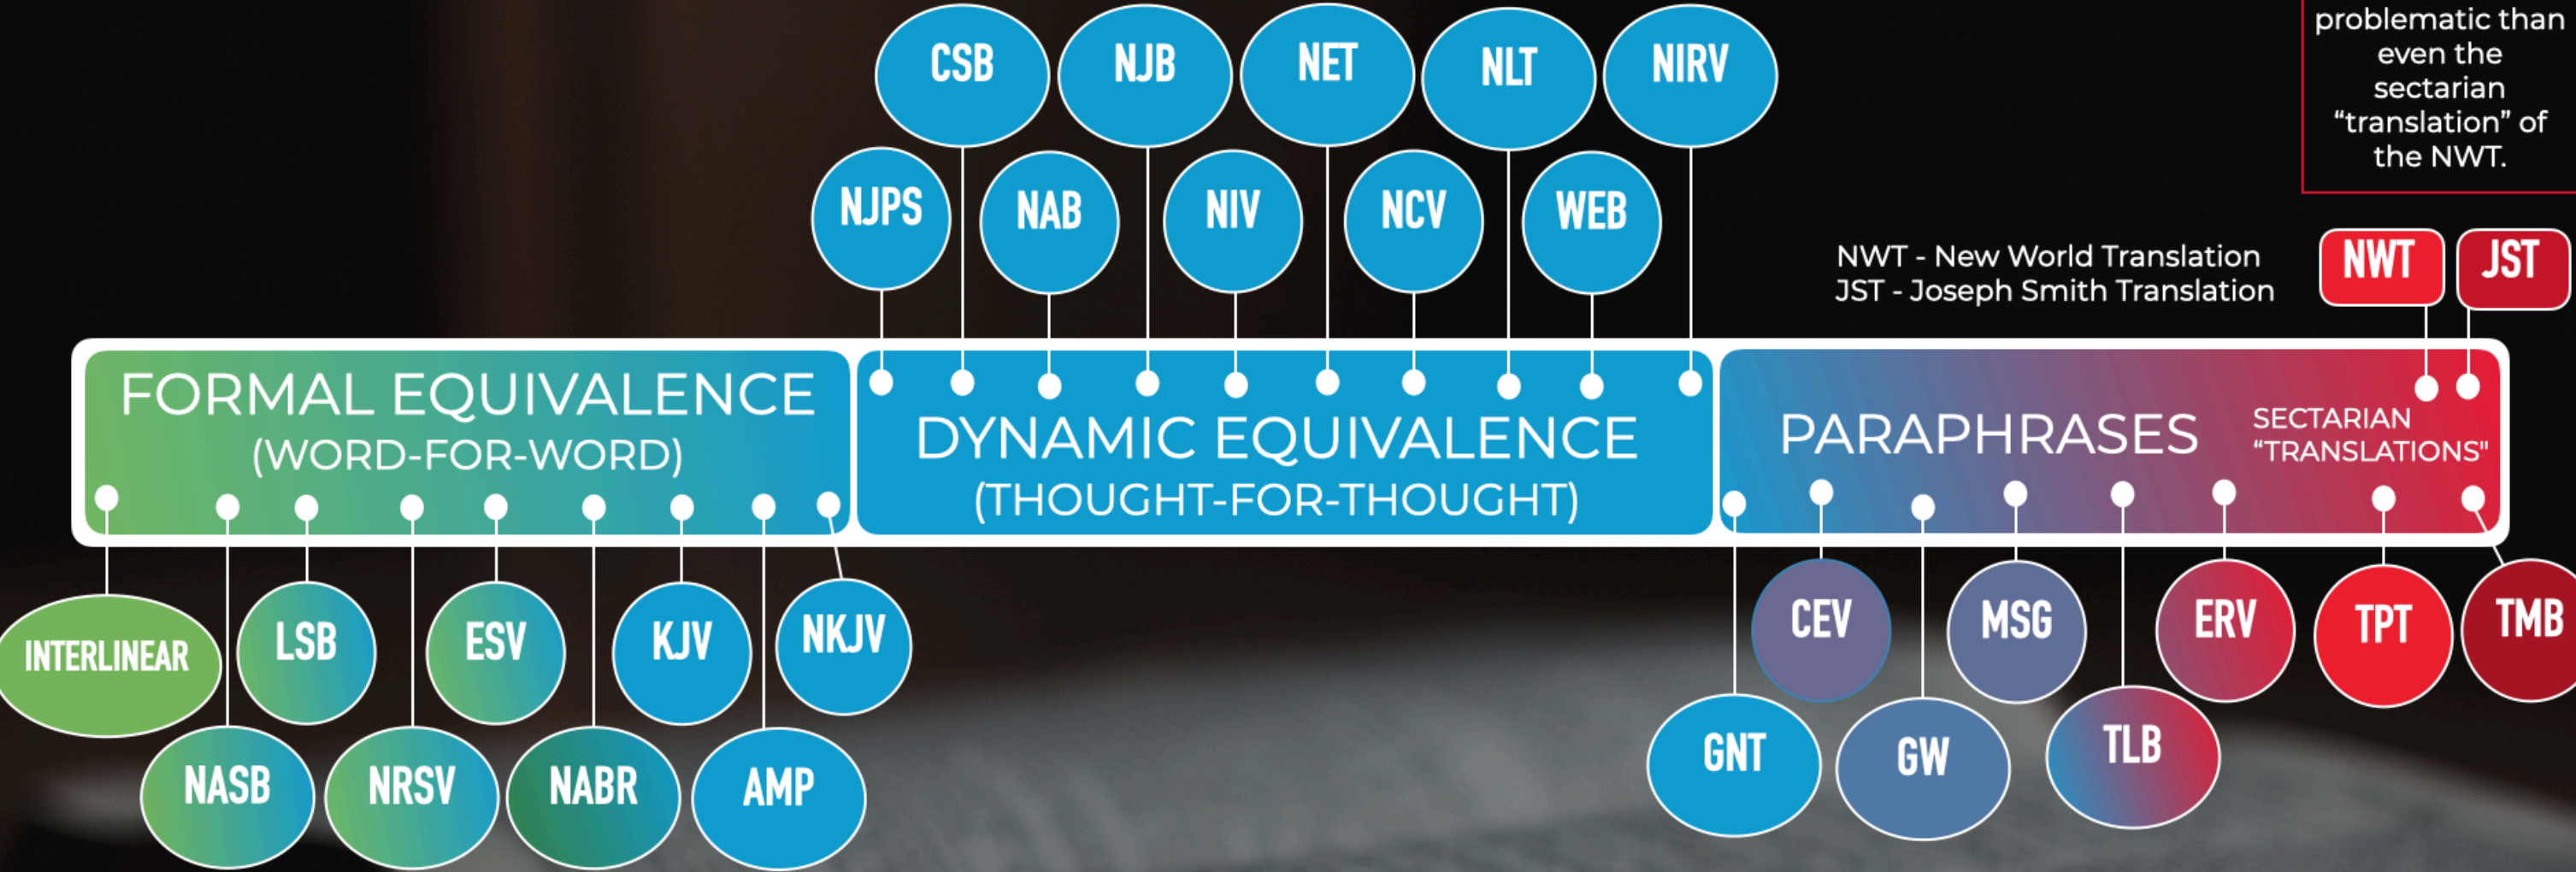 problematic than
even the
sectarian
“translation” of
the NWT.
CSB
NJB
NET
NLT
NIRV
NJPS
NAB
NIV
NCV
WEB
NWT - New World Translation
JST - Joseph Smith Translation
NWT
JST
FORMAL EQUIVALENCE
(WORD-FOR-WORD)
DYNAMIC EQUIVALENCE
(THOUGHT-FOR-THOUGHT)
PARAPHRASES
SECTARIAN
“TRANSLATIONS"
INTERLINEAR
LSB
ESV
KJV
NKJV
CEV
MSG
ERV
TPT
TMB
NASB
NRSV
NABR
AMP
GNT
GW
TLB